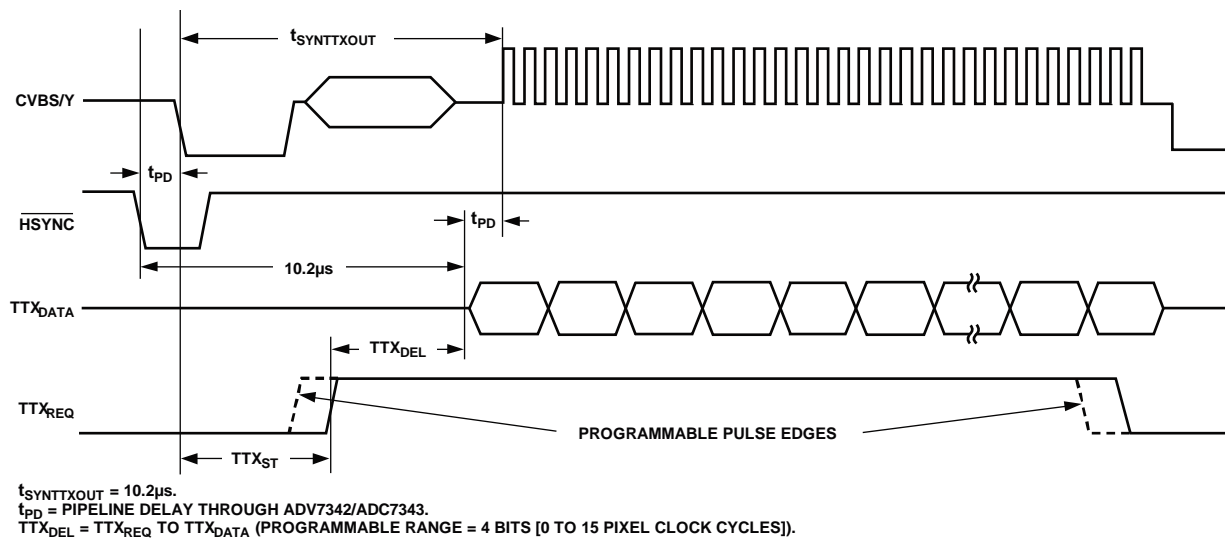 tSYNTTXOUT
CVBS/Y
tPD
HSYNC
tPD
10.2µs
TTXDATA
TTXDEL
TTXREQ
PROGRAMMABLE PULSE EDGES
TTXST
tSYNTTXOUT = 10.2µs.
tPD = PIPELINE DELAY THROUGH ADV7342/ADC7343.
TTXDEL = TTXREQ TO TTXDATA (PROGRAMMABLE RANGE = 4 BITS [0 TO 15 PIXEL CLOCK CYCLES]).